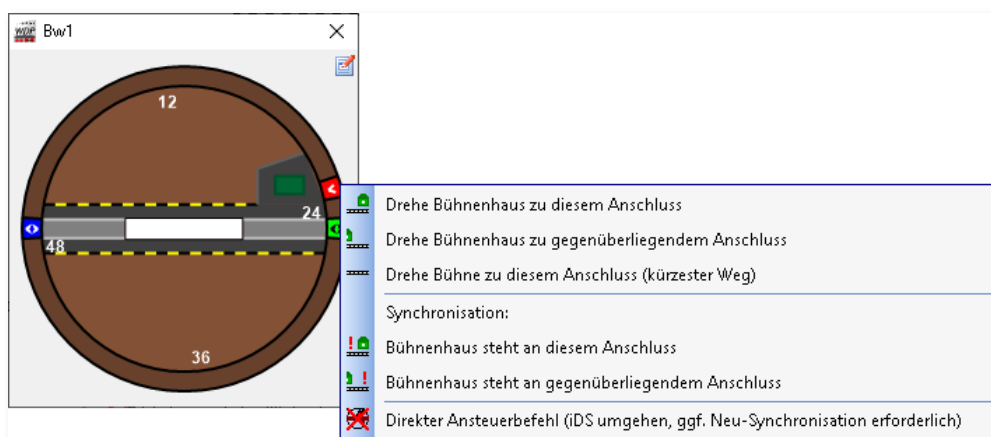 WDP Bw1
12
24
48
36
Drehe Bühnenhaus zu diesem Anschluss
Drehe Bühnenhaus zu gegenüberliegendem Anschluss
Drehe Bühne zu diesem Anschluss (kürzester Weg)
Synchronisation:
Bühnenhaus steht an diesem Anschluss
Bühnenhaus steht an gegenüberliegendem Anschluss
Direkter Ansteuerbefehl (iDS umgehen, ggf. Neu-Synchronisation erforderlich)